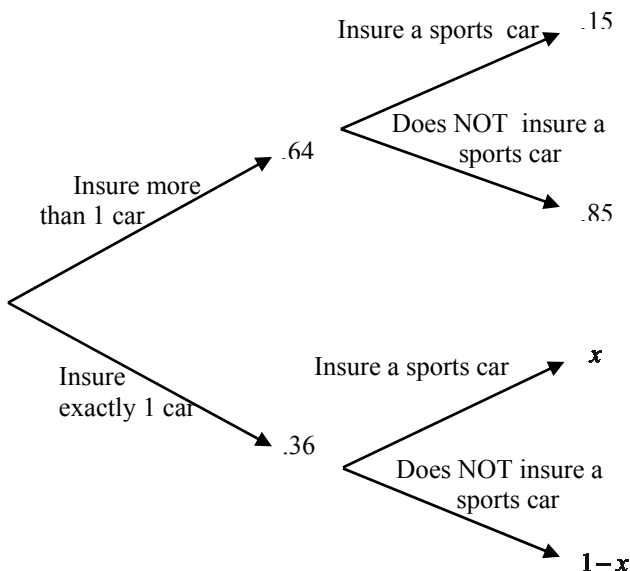 Insure a sports car
.15
Does NOT insure a
sports car
.64
Insure more
than 1 car
.85
Insure a sports car
x
Insure
exactly 1 car
.36
Does NOT insure a
sports car
1-x